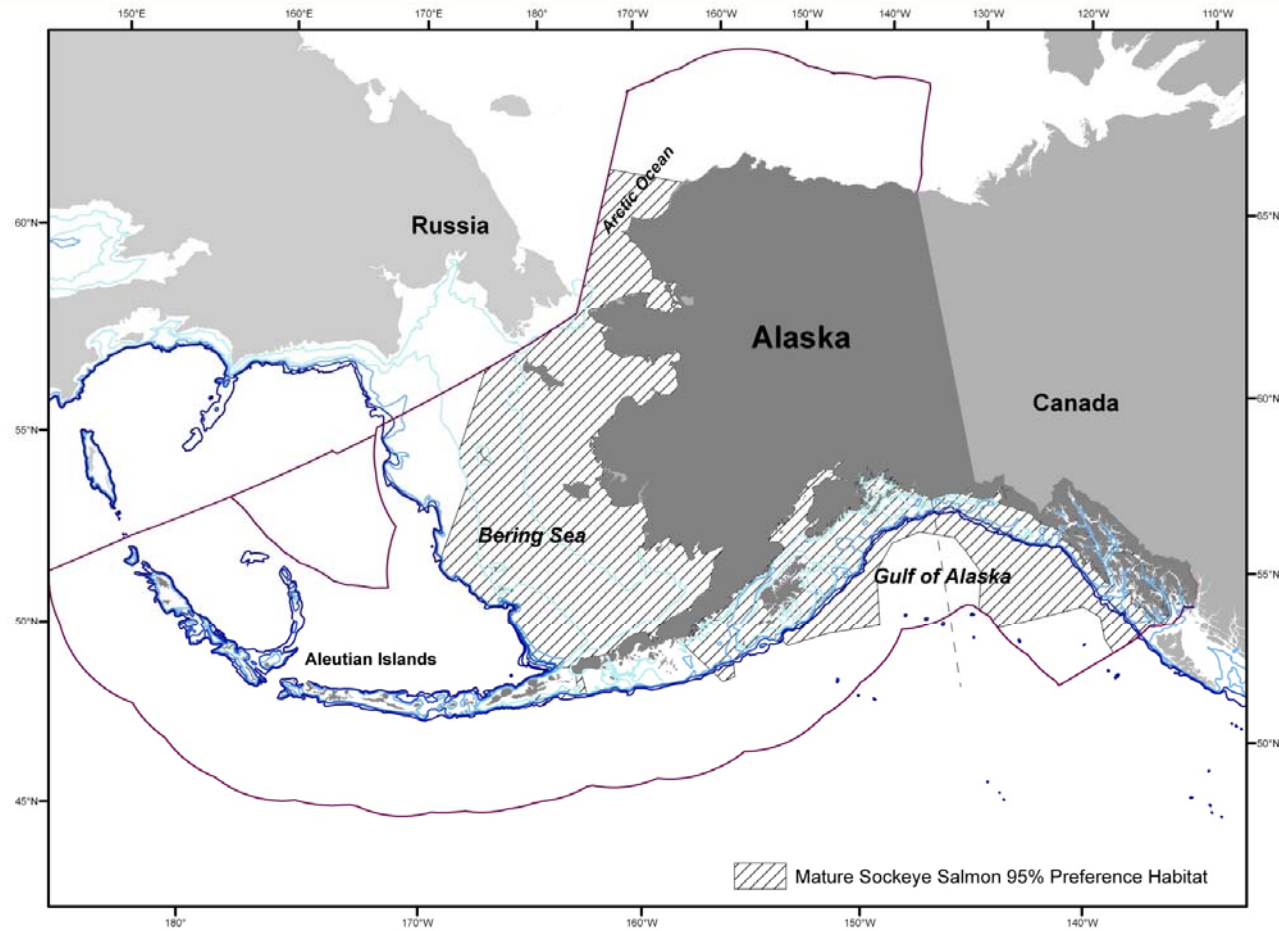 150°E 160°E 170°E 180° 170°W 160°W 150°W 140°W 130°W 120°W 110°W
Arctic Ocean
60°N
Russia
65°N
Alaska
Canada
60°N
55°N
Bering Sea
Gulf of Alaska
55°N
50°N
Aleutian Islands
50°N
45°N
Mature Sockeye Salmon 95% Preference Habitat
180° 170°W 160°W 150°W 140°W